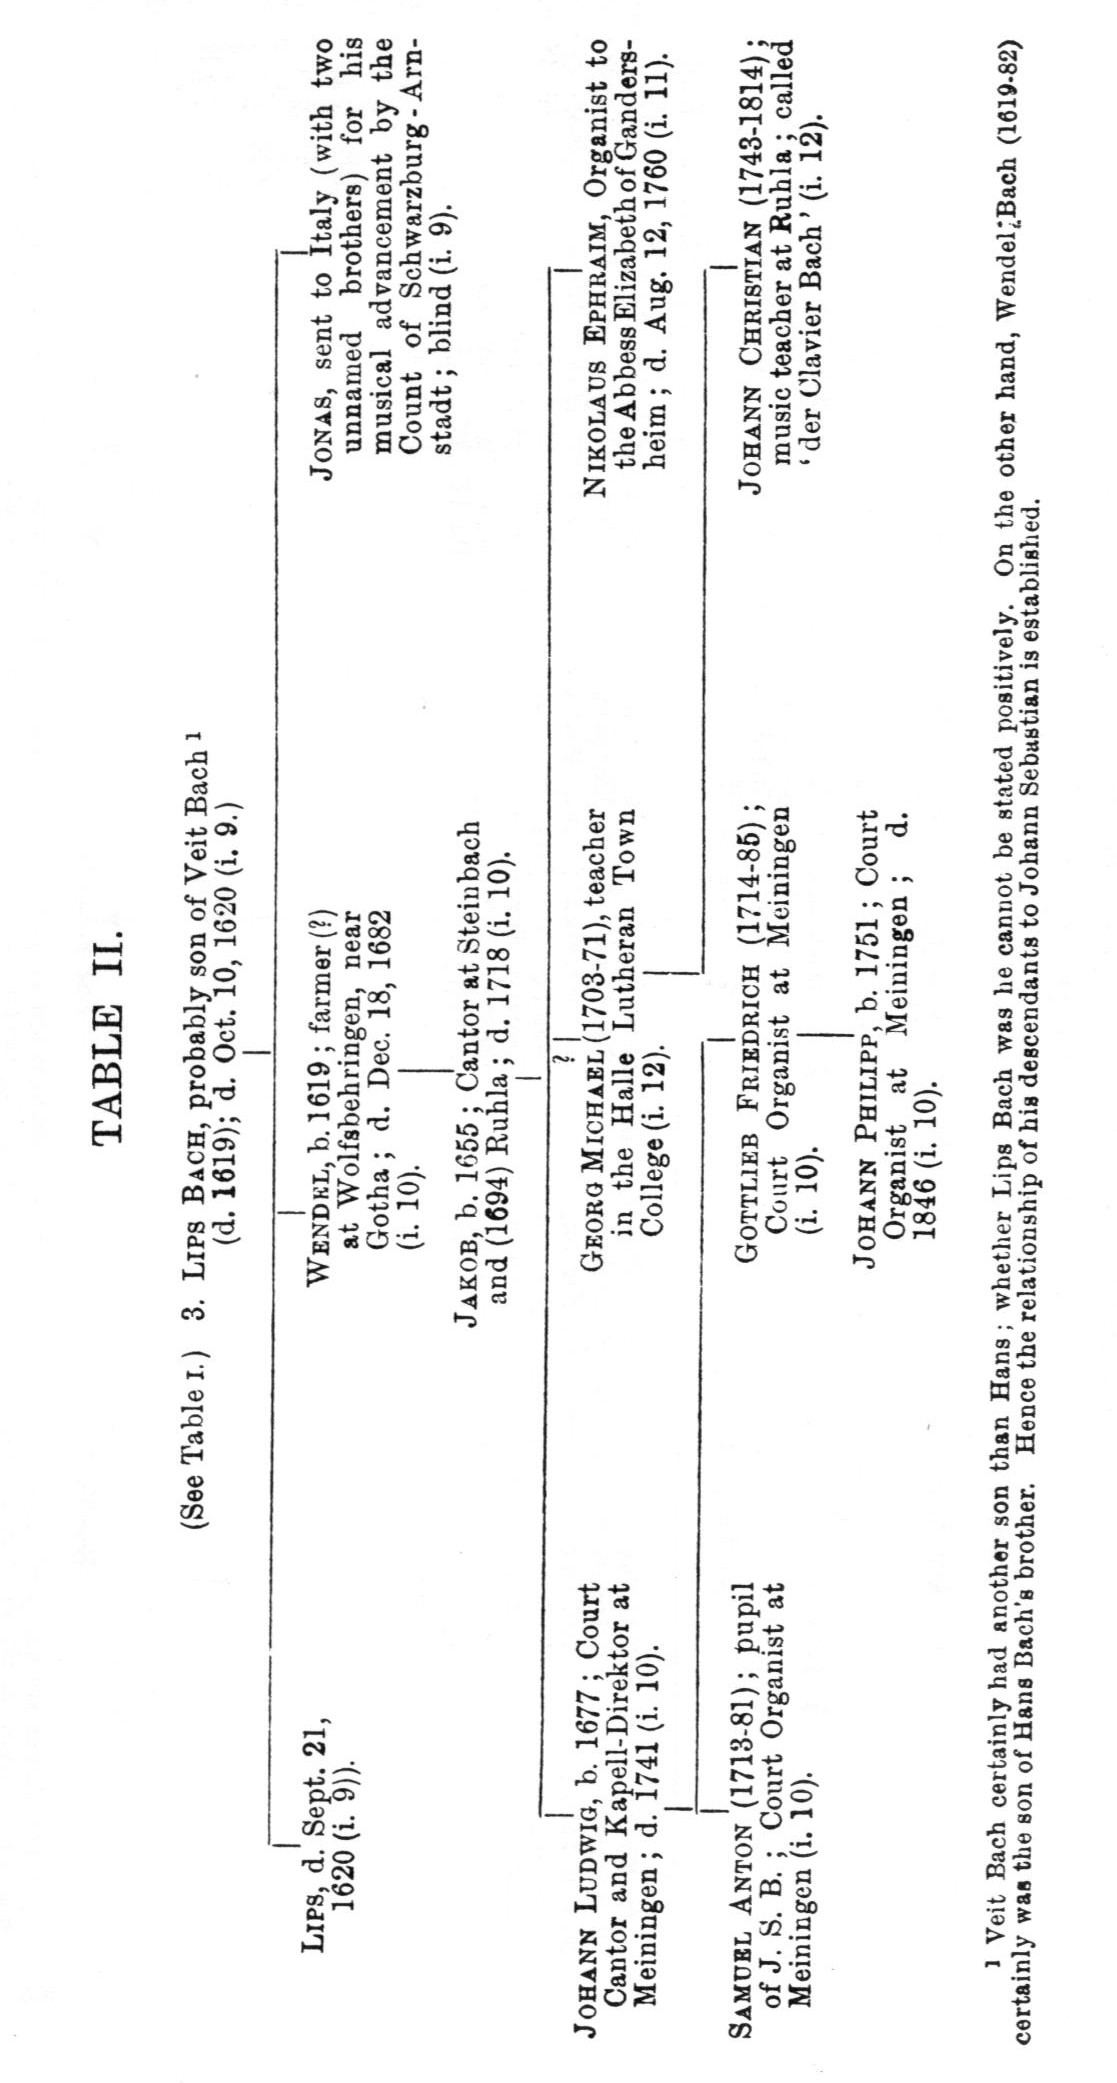 TABLE II.
(See Table I.) 3. LIPS BACH, probably son of Veit Bach ¹
(d. 1619); d. Oct. 10, 1620 (i. 9.)
LIPS, d. Sept. 21,
1620 (i. 9)).
WENDEL, b. 1619; farmer (?)
at Wolfsbehringen, near
Gotha; d. Dec. 18, 1682
(i. 10).
JONAS, sent to Italy (with two
unnamed brothers) for his
musical advancement by the
Count of Schwarzburg-Arn-
stadt; blind (i. 9).
JAKOB, b. 1655; Cantor at Steinbach
and (1694) Ruhla; d. 1718 (i. 10).
JOHANN LUDWIG, b. 1677; Court
Cantor and Kapell-Direktor at
Meiningen; d. 1741 (i. 10).
?
GEORG MICHAEL (1703-71), teacher
in the Halle Lutheran Town
College (i. 12).
NIKOLAUS EPHRAIM, Organist to
the Abbess Elizabeth of Ganders-
heim; d. Aug. 12, 1760 (i. 11).
SAMUEL ANTON (1713-81); pupil
of J. S. B.; Court Organist at
Meiningen (i. 10).
GOTTLIEB FRIEDRICH (1714-85);
Court Organist at Meiningen
(i. 10).
JOHANN CHRISTIAN (1743-1814);
music teacher at Ruhla; called
‘der Clavier Bach’ (i. 12).
JOHANN PHILIPP, b. 1751; Court
Organist at Meiningen; d.
1846 (i. 10).
¹ Veit Bach certainly had another son than Hans; whether Lips Bach was he cannot be stated positively. On the other hand, Wendel Bach (1619-82)
certainly was the son of Hans Bach's brother. Hence the relationship of his descendants to Johann Sebastian is established.